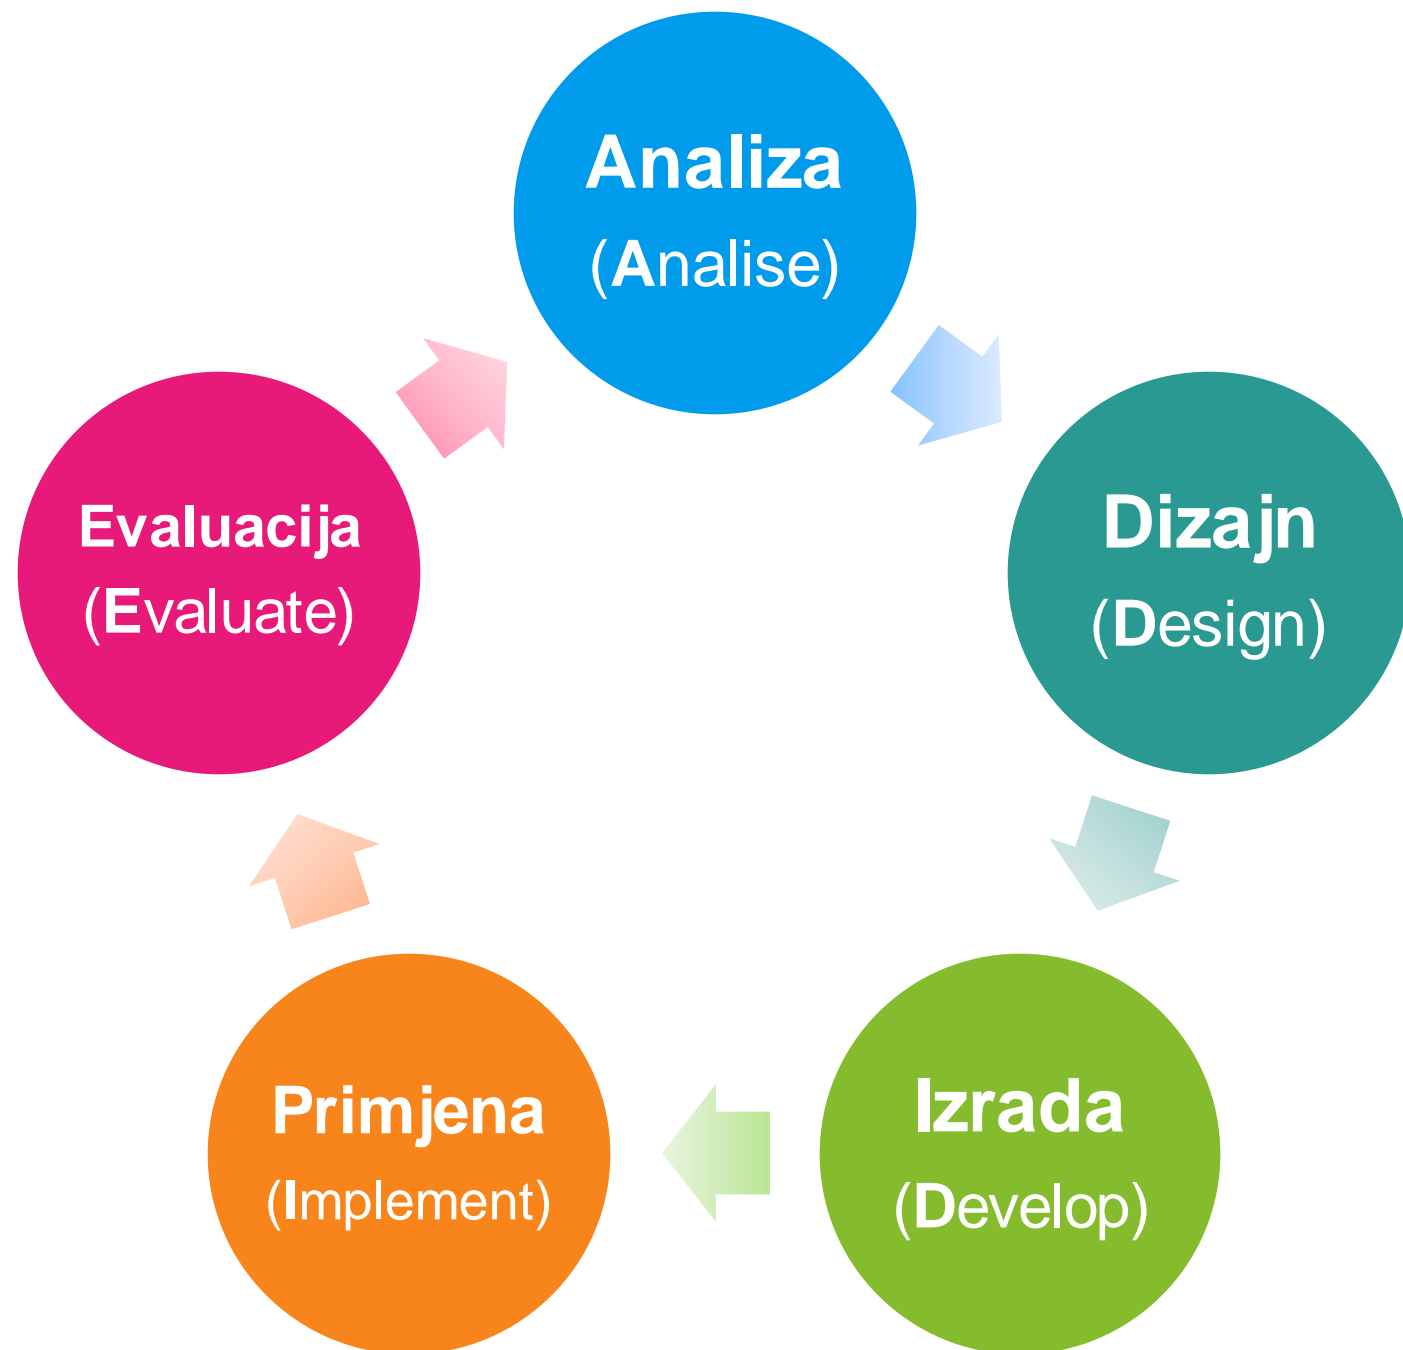 Analiza
(Analise)
Dizajn
(Design)
Izrada
(Develop)
Primjena
(Implement)
Evaluacija
(Evaluate)